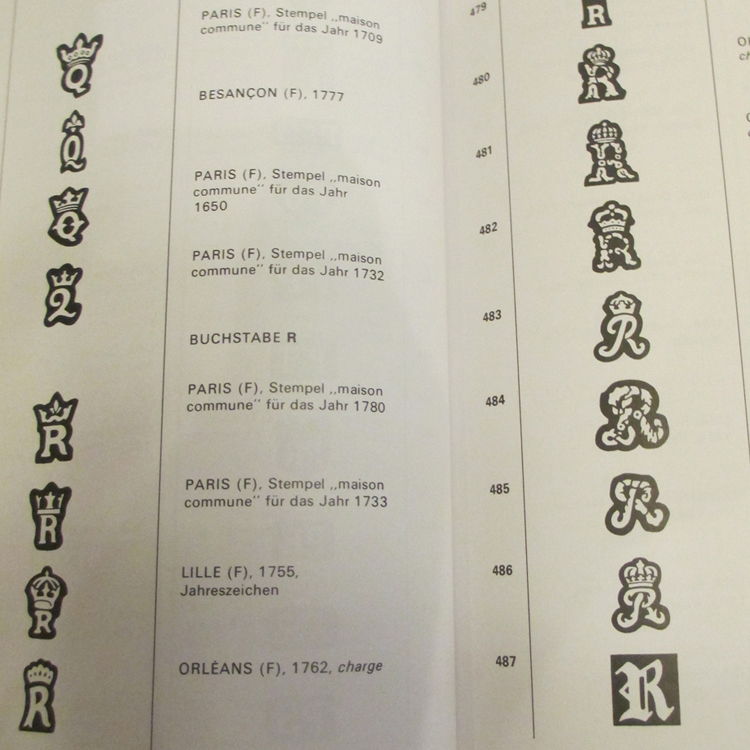 PARIS (F), Stempel „maison
commune“ für das Jahr 1709
Q
BESANÇON (F), 1777
Q
PARIS (F), Stempel „maison
commune“ für das Jahr
1650
Q
PARIS (F), Stempel „maison
commune“ für das Jahr 1732
Q
BUCHSTABE R
PARIS (F), Stempel „maison
commune“ für das Jahr 1780
R
PARIS (F), Stempel „maison
commune“ für das Jahr 1733
R
LILLE (F), 1755,
Jahreszeichen
R
ORLÉANS (F), 1762, charge
R
479
R
480
R
481
R
482
R
483
R
484
R
485
R
486
R
487
R